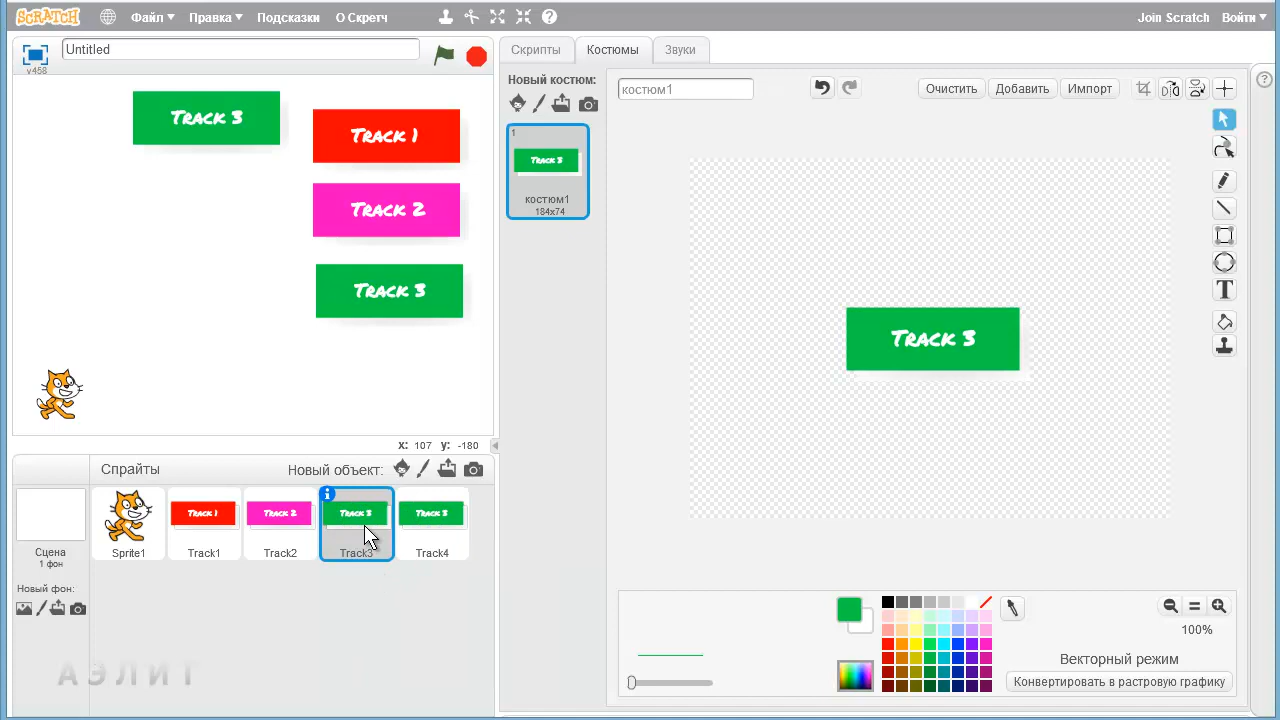 SCRATCH
Файл
Правка
Подсказки
О Скретч
Join Scratch
Войти
v458
Untitled
Track 3
Track 1
Track 2
Track 3
x: 107 y: -180
Скрипты
Костюмы
Звуки
Новый костюм:
1
Track 3
костюм1
184x74
костюм1
Очистить
Добавить
Импорт
Track 3
T
100%
Векторный режим
Конвертировать в растровую графику
Спрайты
Новый объект:
Сцена
1 фон
Новый фон:
Sprite1
Track 1
Track1
Track 2
Track2
Track 3
Track3
Track 3
Track4
АЭЛИТ